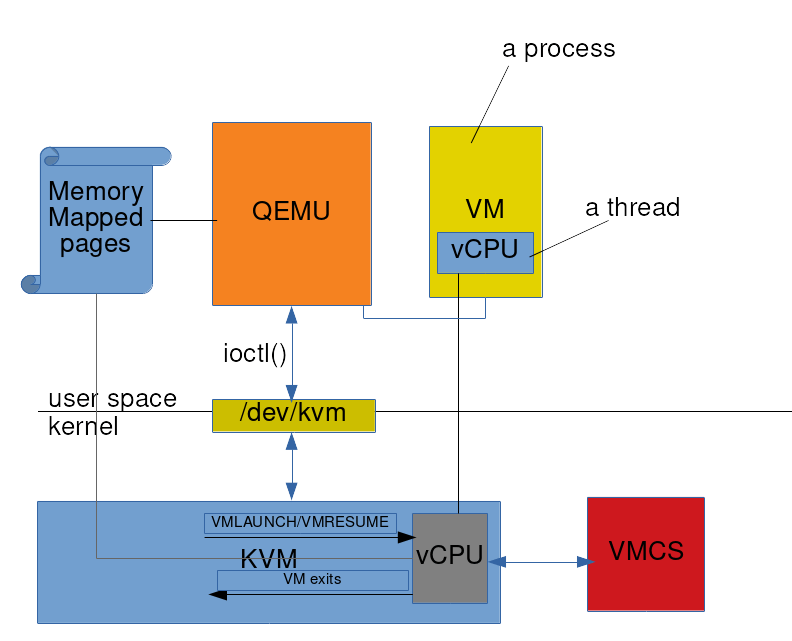 a process
Memory
Mapped
pages
QEMU
VM
a thread
vCPU
ioctl()
user space
/dev/kvm
kernel
VMLAUNCH/VMRESUME
KVM
vCPU
VMCS
VM exits